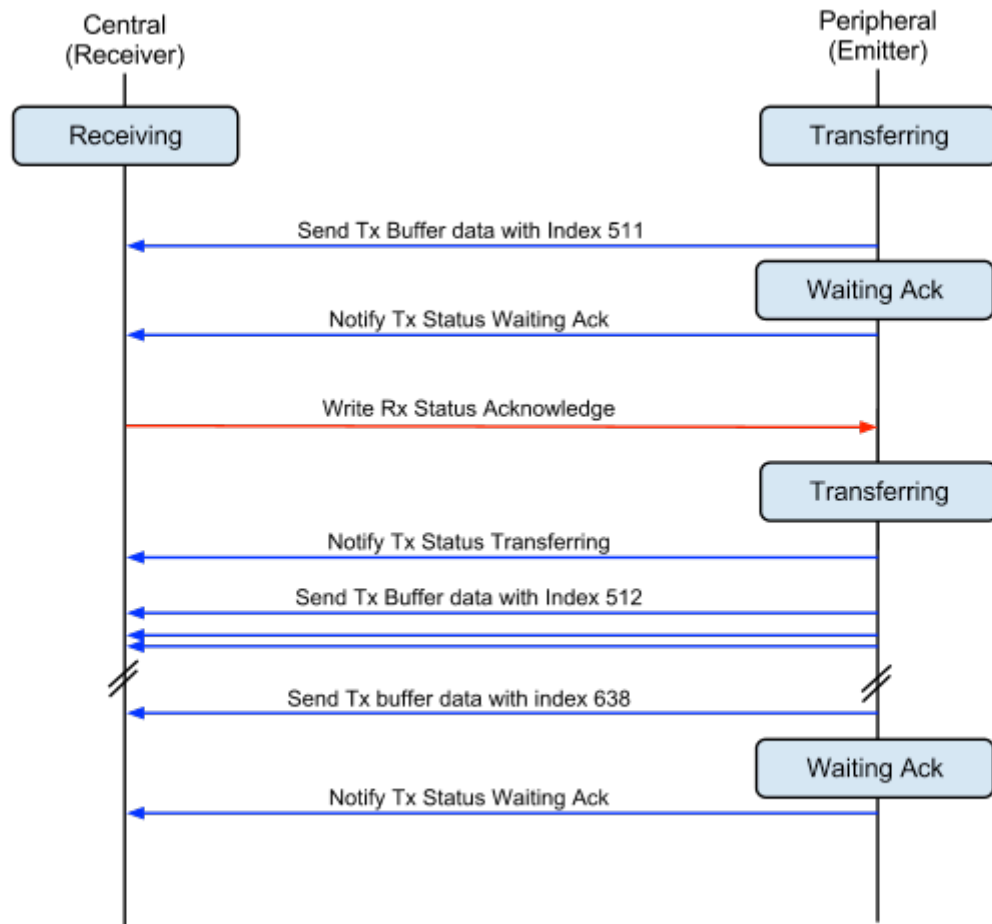 Central
(Receiver)
Peripheral
(Emitter)
Receiving
Transferring
Send Tx Buffer data with Index 511
Waiting Ack
Notify Tx Status Waiting Ack
Write Rx Status Acknowledge
Transferring
Notify Tx Status Transferring
Send Tx Buffer data with Index 512
Send Tx buffer data with index 638
Waiting Ack
Notify Tx Status Waiting Ack